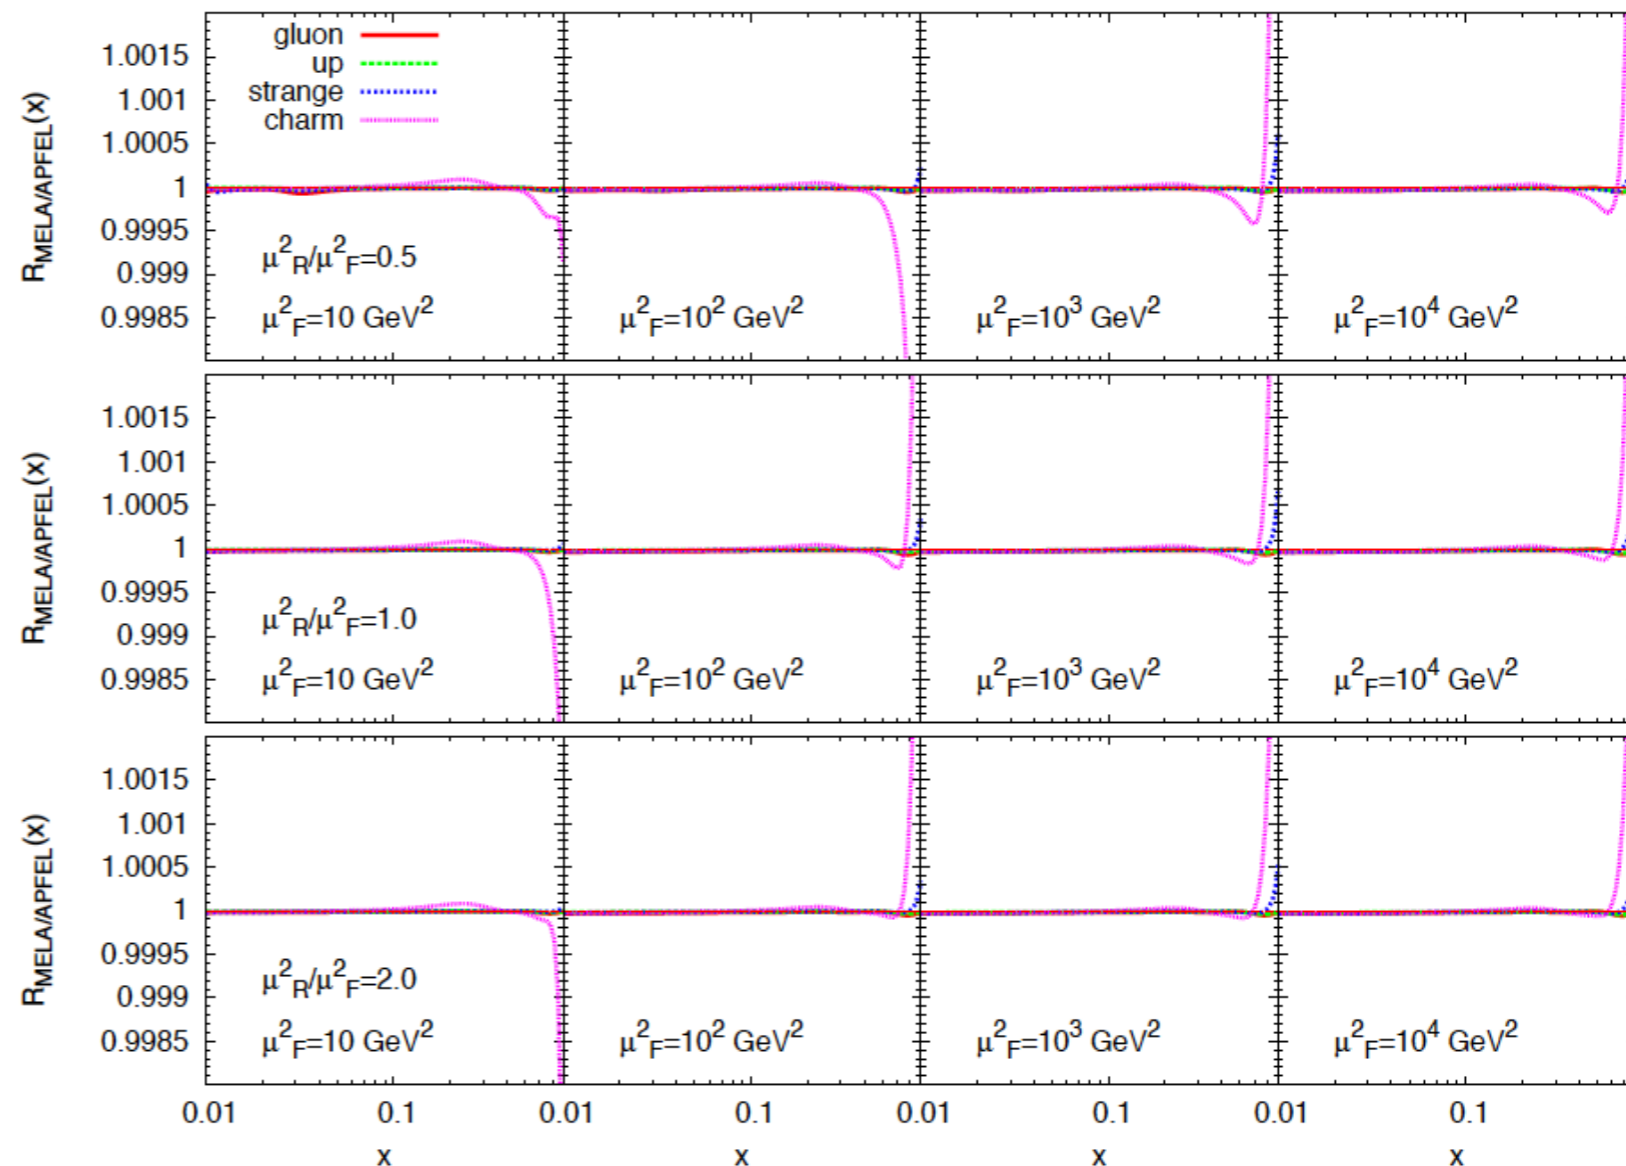 gluon
up
strange
charm
R_MELA/APFEL(x)
1.0015
1.001
1.0005
1
0.9995
0.999
0.9985
μ²_R/μ²_F=0.5
μ²_F=10 GeV²
μ²_F=10² GeV²
μ²_F=10³ GeV²
μ²_F=10⁴ GeV²
R_MELA/APFEL(x)
1.0015
1.001
1.0005
1
0.9995
0.999
0.9985
μ²_R/μ²_F=1.0
μ²_F=10 GeV²
μ²_F=10² GeV²
μ²_F=10³ GeV²
μ²_F=10⁴ GeV²
R_MELA/APFEL(x)
1.0015
1.001
1.0005
1
0.9995
0.999
0.9985
μ²_R/μ²_F=2.0
μ²_F=10 GeV²
μ²_F=10² GeV²
μ²_F=10³ GeV²
μ²_F=10⁴ GeV²
0.01 0.1 0.01 0.1 0.01 0.1 0.01 0.1
x x x x